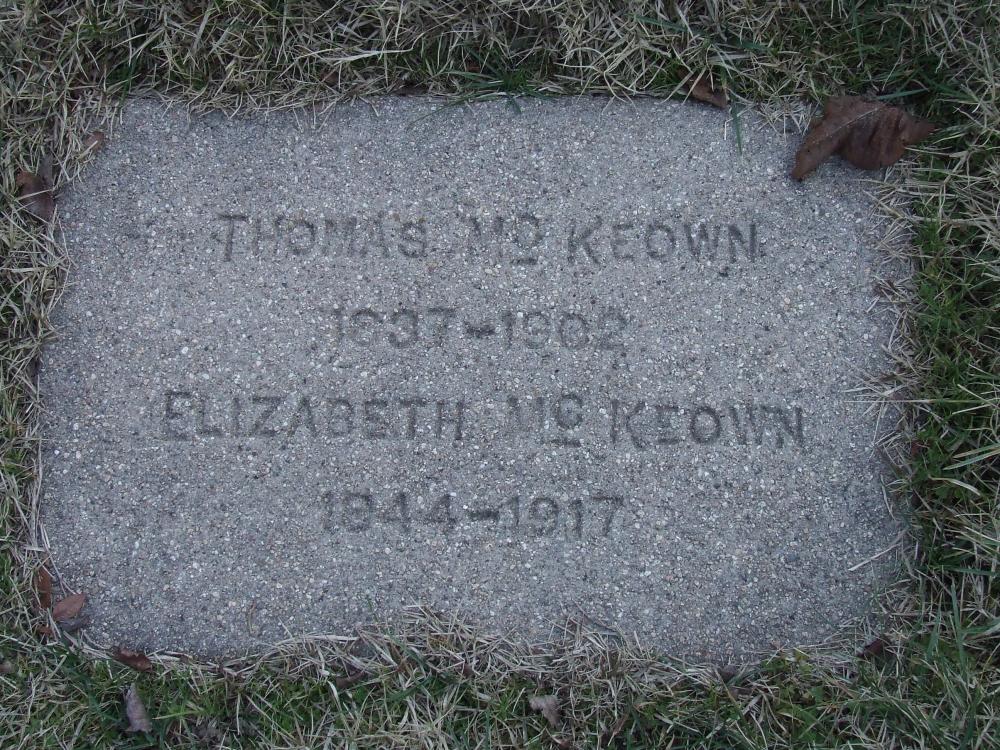 THOMAS Mc KEOWN
1837-1902
ELIZABETH Mc KEOWN
1844-1917